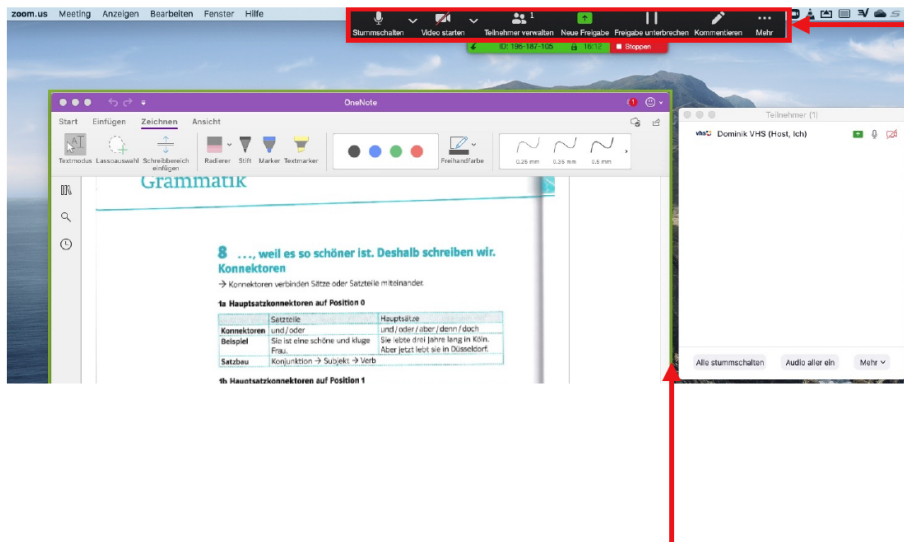 zoom.us Meeting Anzeigen Bearbeiten Fenster Hilfe
1
Stummschalten Video starten Teilnehmer verwalten Neue Freigabe Freigabe unterbrechen Kommentieren Mehr
ID: 196-187-105 16:12 Stoppen
OneNote
Start Einfügen Zeichnen Ansicht
Textmodus Lassoauswahl Schreibbereich einfügen Radierer Stift Marker Textmarker Freihandfarbe 0.25 mm 0.35 mm 0.5 mm
Grammatik
8 ..., weil es so schöner ist. Deshalb schreiben wir.
Konnektoren
→ Konnektoren verbinden Sätze oder Satzteile miteinander.
1a Hauptsatzkonnektoren auf Position 0
Satzteile Hauptsätze
Konnektoren und/oder und/oder/aber/denn/doch
Beispiel Sie ist eine schöne und kluge Frau. Sie lebte drei Jahre lang in Köln. Aber jetzt lebt sie in Düsseldorf.
Satzbau Konjunktion → Subjekt → Verb
1b Hauptsatzkonnektoren auf Position 1
Teilnehmer (1)
vhs Dominik VHS (Host, Ich)
Alle stummschalten Audio aller ein Mehr